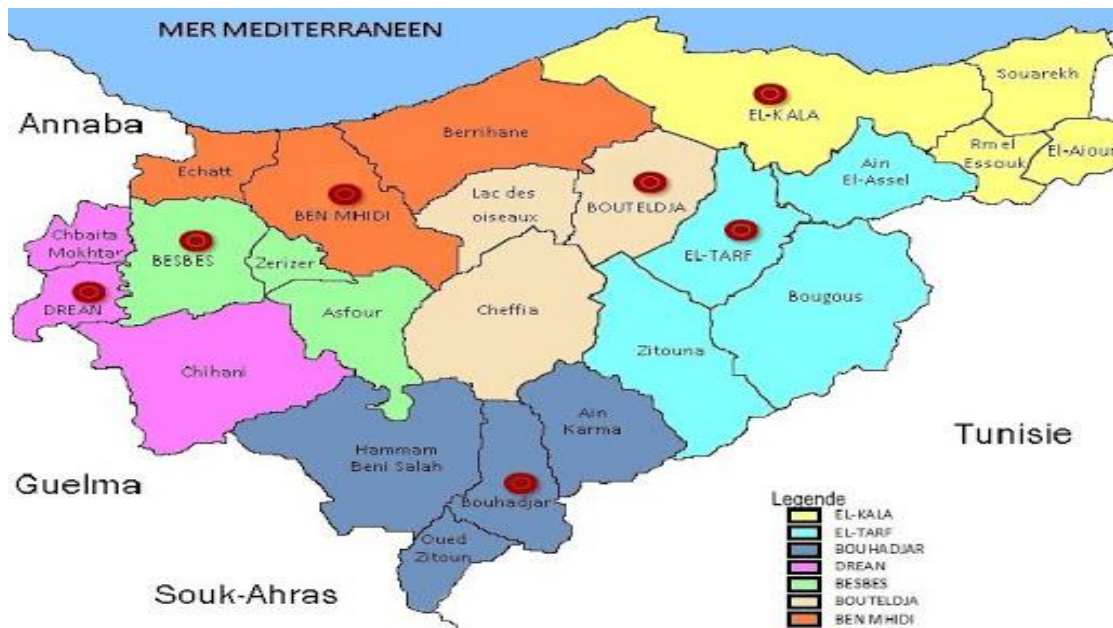 MER MEDITERRANEEN
Souarekh
EL-KALA
Annaba
Berrihane
Rmel
Essouk
El-Aioun
Echatt
Ain
El-Assel
Lac des
oiseaux
BOUTELDJA
BEN-MHIDI
Chbaita
Mokhtar
BESBES
Zerizer
EL-TARF
DREAN
Asfour
Cheffia
Bougous
Zitouna
Chihani
Ain
Karma
Tunisie
Hammam
Beni Salah
Guelma
Bouhadjar
Oued
Zitoun
Souk-Ahras
Legende
EL-KALA
EL-TARF
BOUHADJAR
DREAN
BESBES
BOUTELDJA
BEN MHIDI